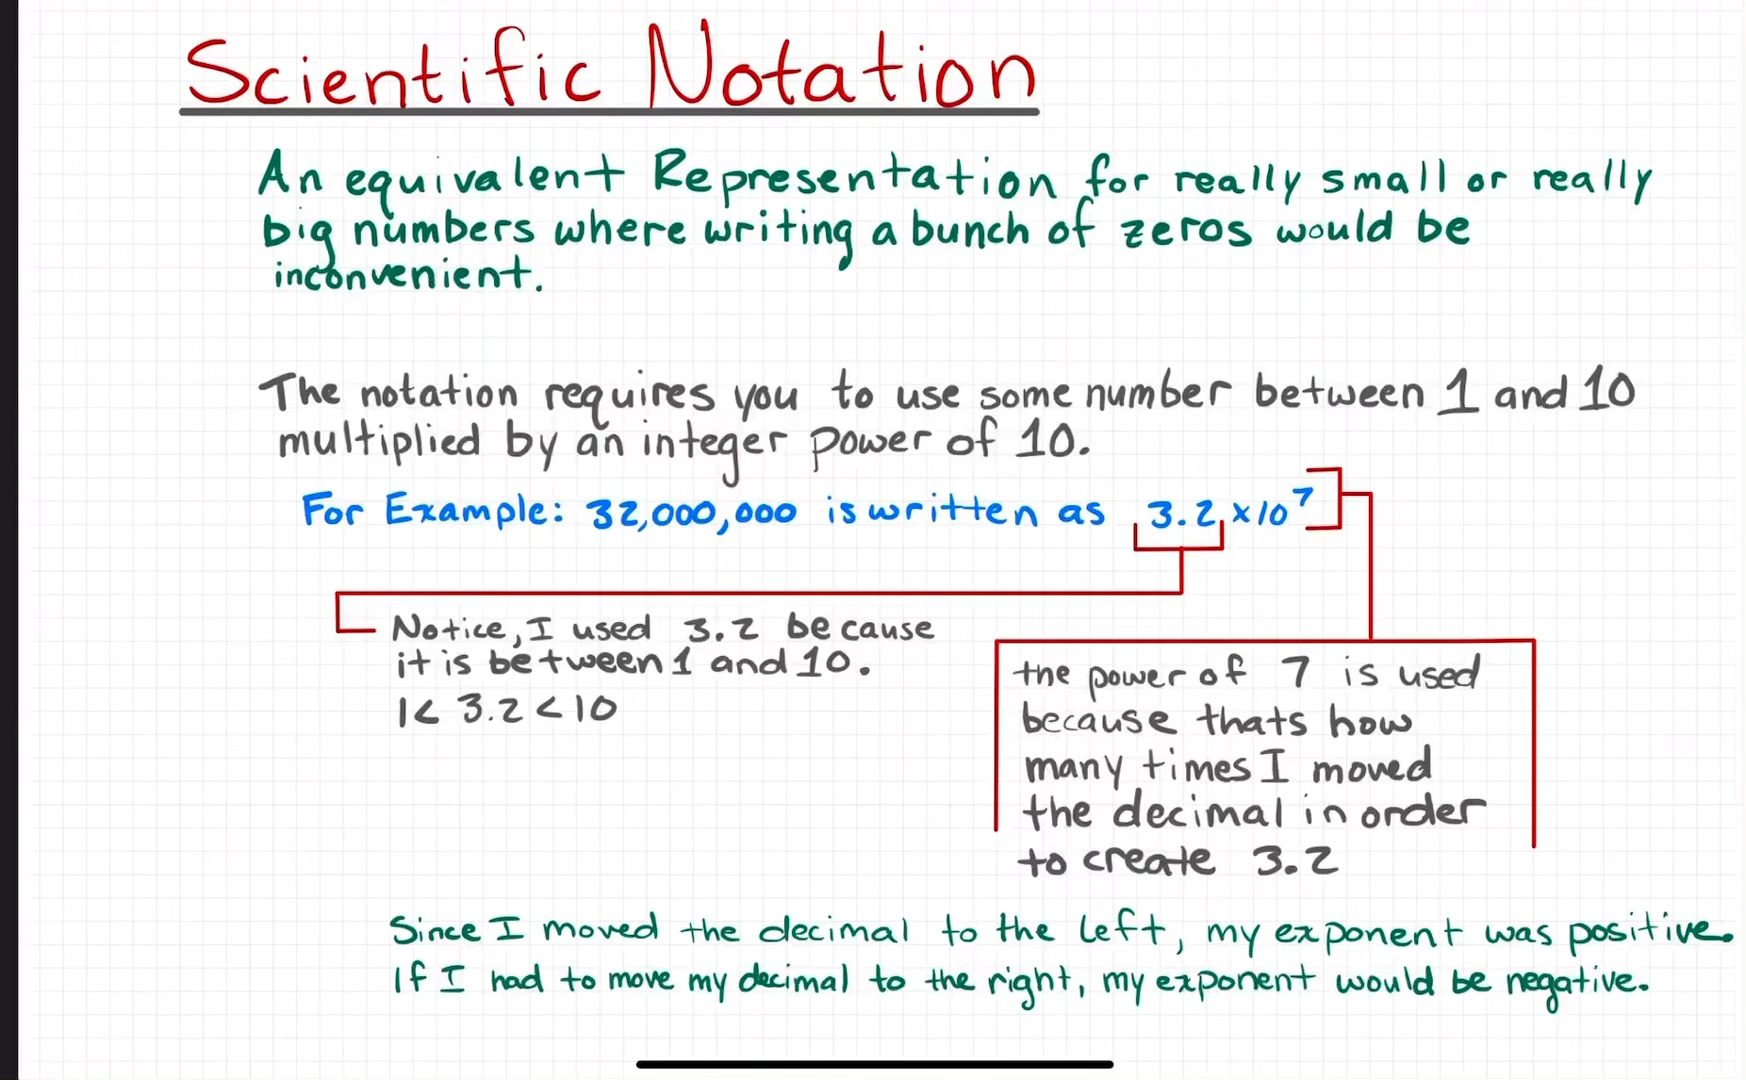 Scientific Notation
An equivalent Representation for really small or really
big numbers where writing a bunch of zeros would be
inconvenient.
The notation requires you to use some number between 1 and 10
multiplied by an integer power of 10.
For Example: 32,000,000 is written as 3.2 x 10⁷
Notice, I used 3.2 because
it is between 1 and 10.
1 < 3.2 < 10
the power of 7 is used
because thats how
many times I moved
the decimal in order
to create 3.2
Since I moved the decimal to the left, my exponent was positive.
If I had to move my decimal to the right, my exponent would be negative.